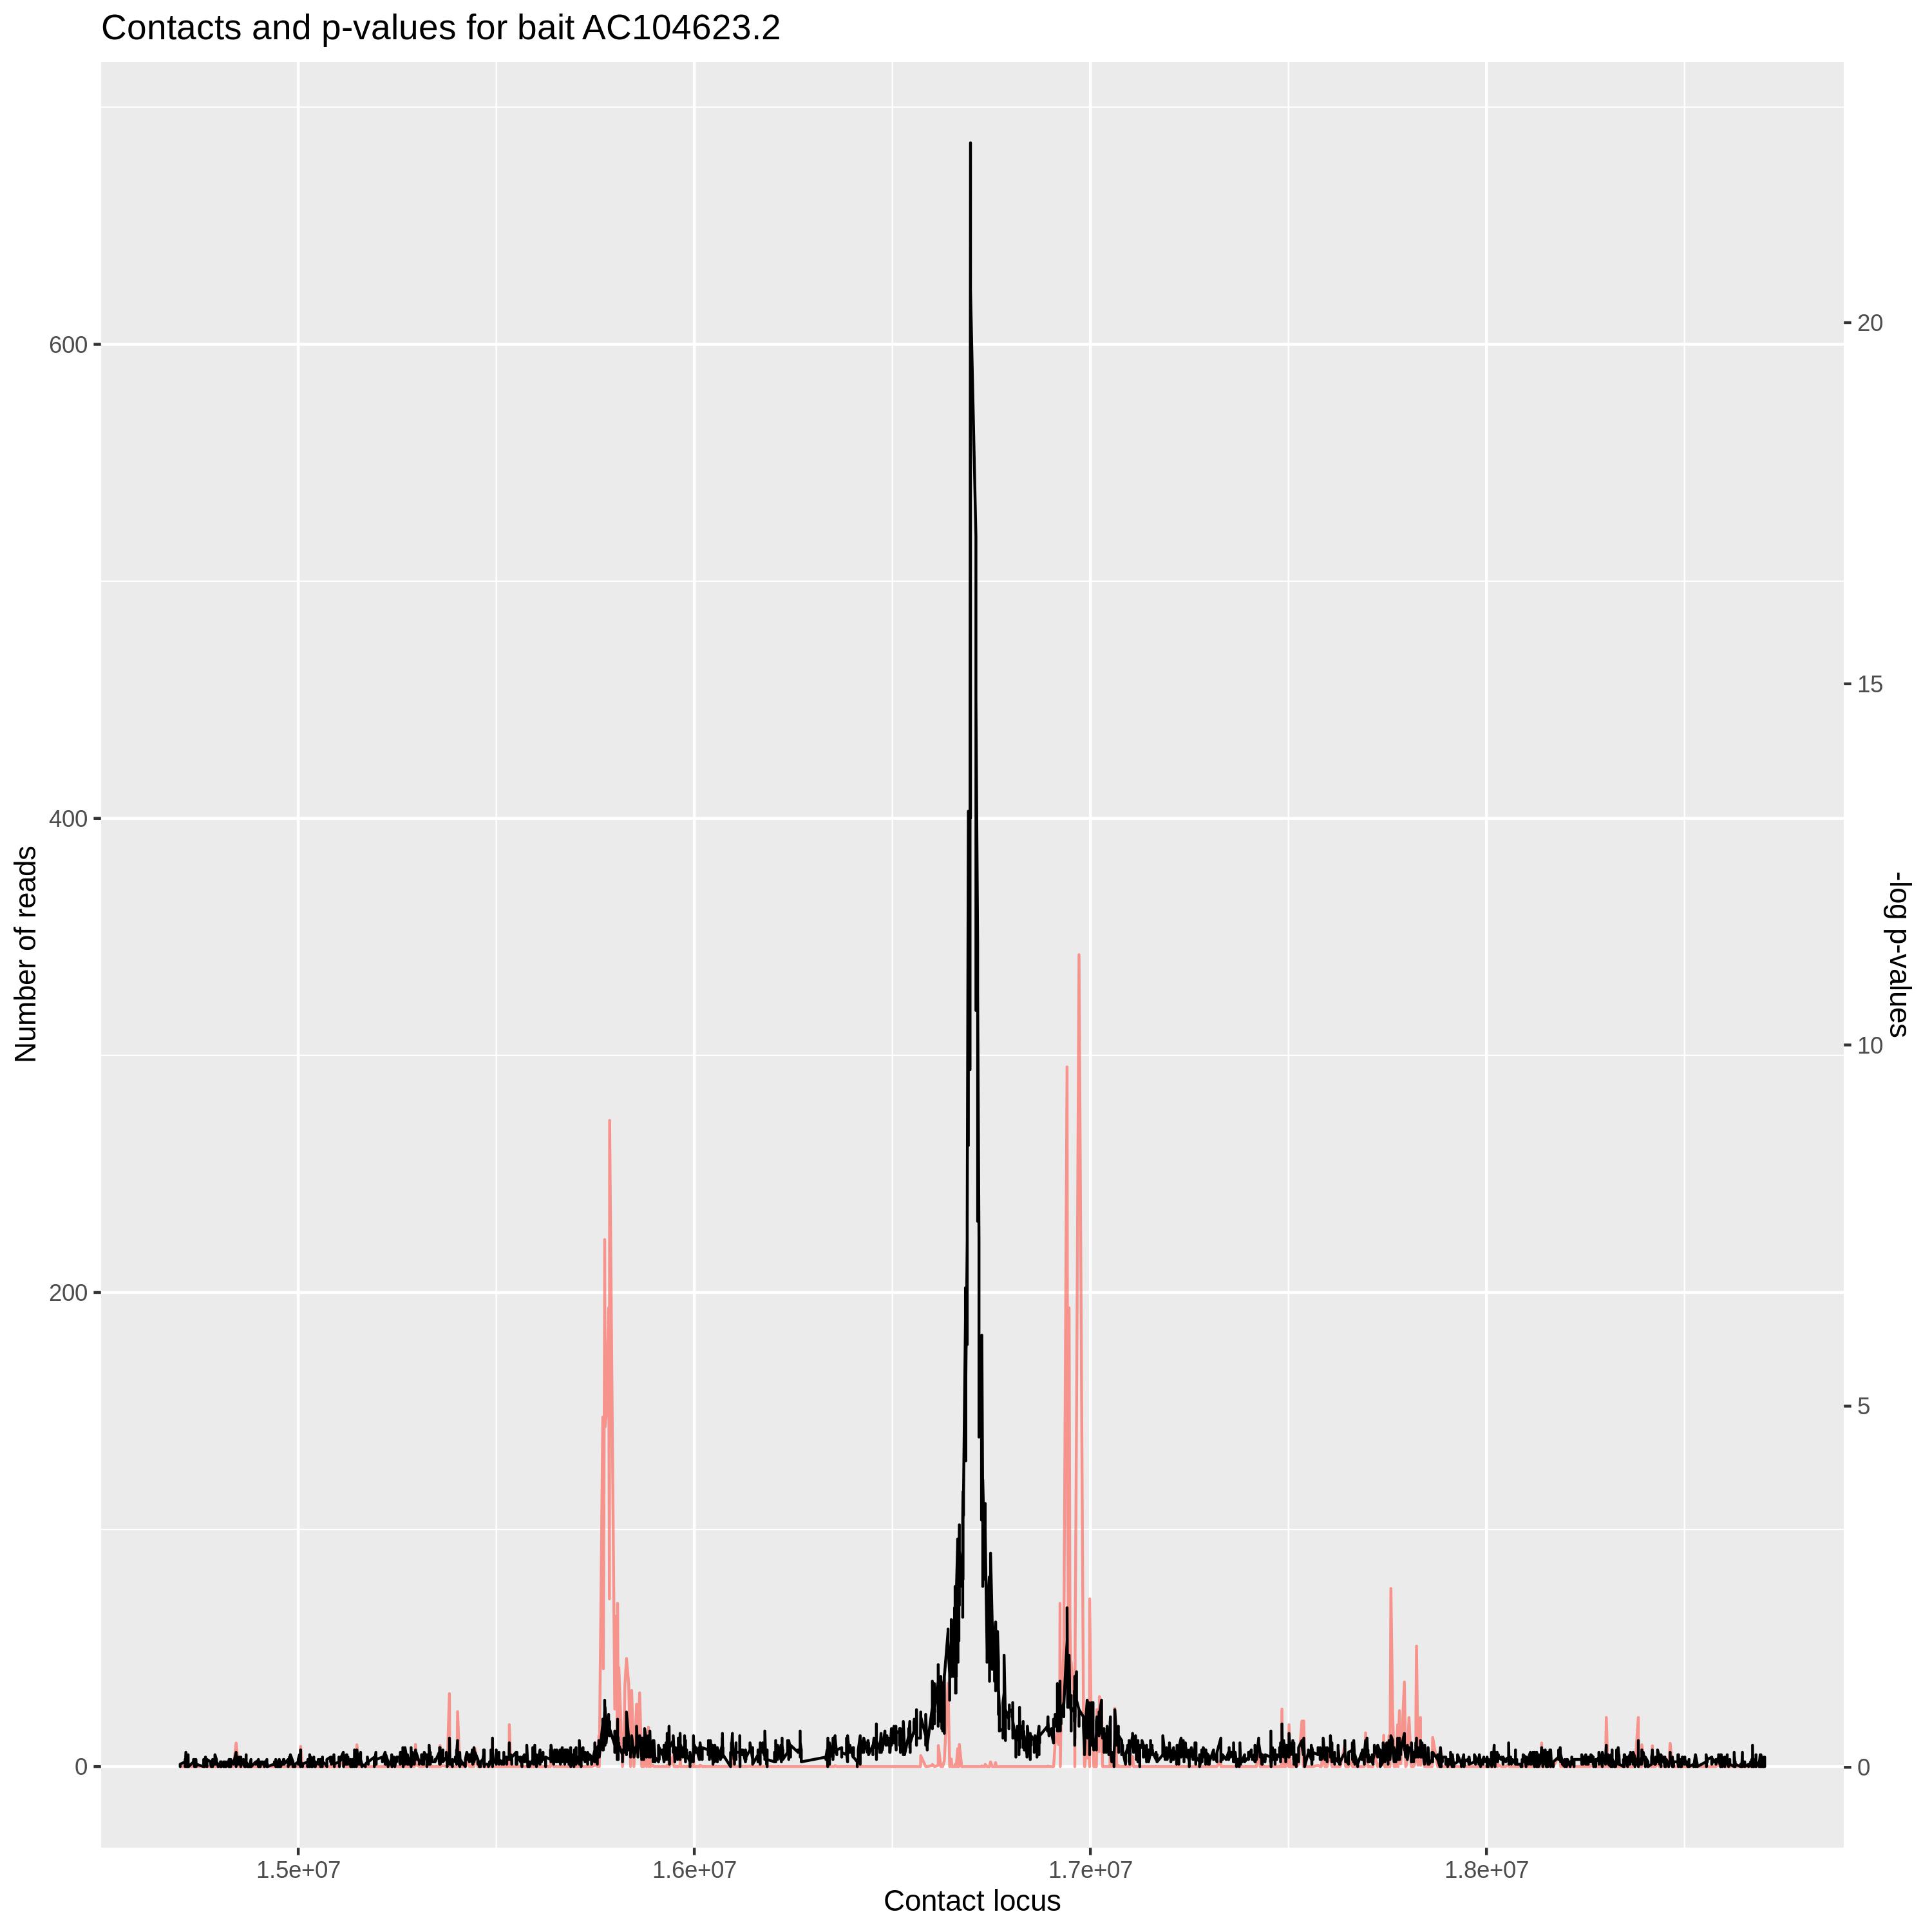 Contacts and p-values for bait AC104623.2
600
400
200
0
Number of reads
20
15
10
5
0
-log p-values
1.5e+07
1.6e+07
1.7e+07
1.8e+07
Contact locus